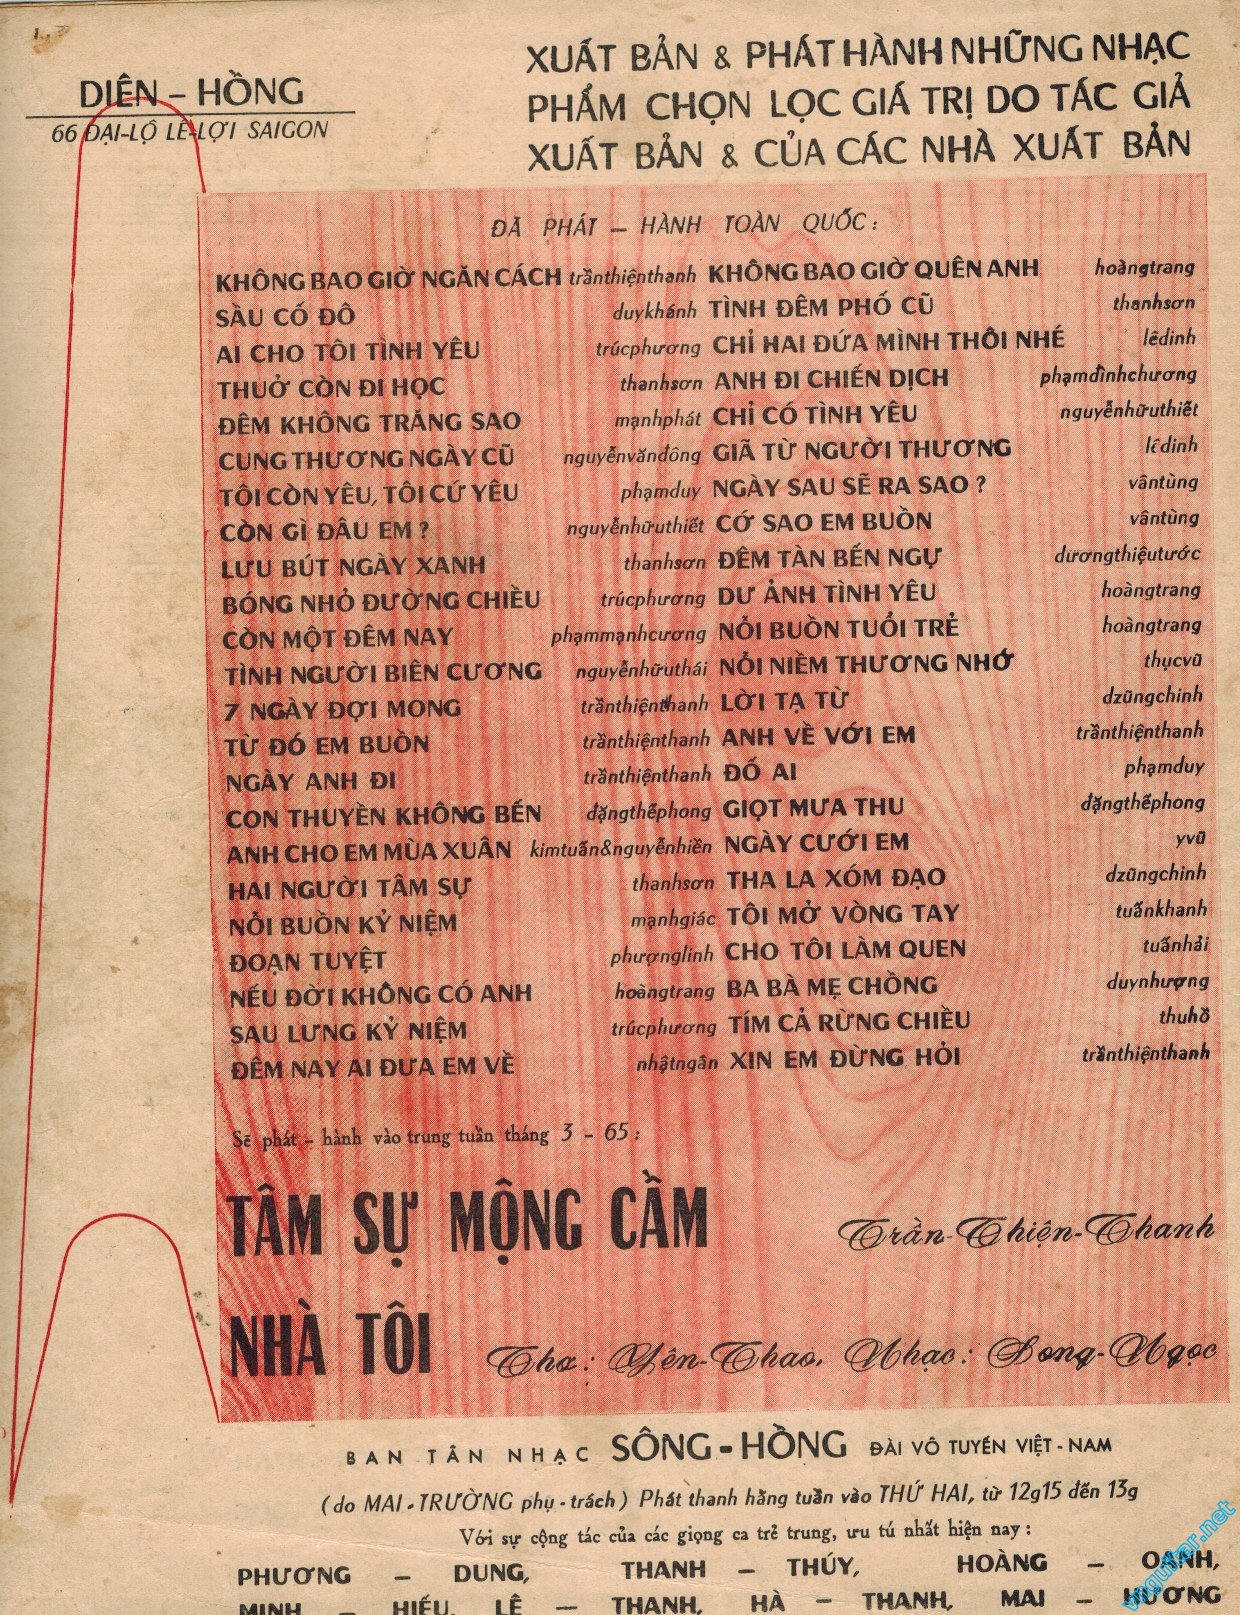 DIÊN – HỒNG
66 ĐẠI-LỘ LÊ-LỢI SAIGON
XUẤT BẢN & PHÁT HÀNH NHỮNG NHẠC
PHẨM CHỌN LỌC GIÁ TRỊ DO TÁC GIẢ
XUẤT BẢN & CỦA CÁC NHÀ XUẤT BẢN
ĐÃ PHÁT – HÀNH TOÀN QUỐC :
KHÔNG BAO GIỜ NGĂN CÁCH trầnthiệnthanh
SẦU CỐ ĐÔ duykhánh
AI CHO TÔI TÌNH YÊU trúcphương
THUỞ CÒN ĐI HỌC thanhsơn
ĐÊM KHÔNG TRĂNG SAO mạnhphát
CUNG THƯƠNG NGÀY CŨ nguyễnvănđông
TÔI CÒN YÊU, TÔI CỨ YÊU phạmduy
CÒN GÌ ĐÂU EM ? nguyễnhữuthiết
LƯU BÚT NGÀY XANH thanhsơn
BÓNG NHỎ ĐƯỜNG CHIỀU trúcphương
CÒN MỘT ĐÊM NAY phạmmạnhcương
TÌNH NGƯỜI BIÊN CƯƠNG nguyễnhữuthái
7 NGÀY ĐỢI MONG trầnthiệnthanh
TỪ ĐÓ EM BUỒN trầnthiệnthanh
NGÀY ANH ĐI trầnthiệnthanh
CON THUYỀN KHÔNG BẾN đặngthếphong
ANH CHO EM MÙA XUÂN kimtuấn&nguyễnhiền
HAI NGƯỜI TÂM SỰ thanhsơn
NỖI BUỒN KỶ NIỆM mạnhgiác
ĐOẠN TUYỆT phượnglinh
NẾU ĐỜI KHÔNG CÓ ANH hoàngtrang
SAU LƯNG KỶ NIỆM trúcphương
ĐÊM NAY AI ĐƯA EM VỀ nhậtngân
KHÔNG BAO GIỜ QUÊN ANH hoàngtrang
TÌNH ĐÊM PHỐ CŨ thanhsơn
CHỈ HAI ĐỨA MÌNH THÔI NHÉ lêdinh
ANH ĐI CHIẾN DỊCH phạmđìnhchương
CHỈ CÓ TÌNH YÊU nguyễnhữuthiết
GIÃ TỪ NGƯỜI THƯƠNG lêdinh
NGÀY SAU SẼ RA SAO ? vântùng
CỚ SAO EM BUỒN vântùng
ĐÊM TÀN BẾN NGỰ dươngthiệutước
DƯ ẢNH TÌNH YÊU hoàngtrang
NỖI BUỒN TUỔI TRẺ hoàngtrang
NỖI NIỀM THƯƠNG NHỚ thụcvũ
LỜI TẠ TỪ dzũngchinh
ANH VỀ VỚI EM trầnthiệnthanh
ĐỐ AI phạmduy
GIỌT MƯA THU đặngthếphong
NGÀY CƯỚI EM yvũ
THA LA XÓM ĐẠO dzũngchinh
TÔI MỞ VÒNG TAY tuấnkhanh
CHO TÔI LÀM QUEN tuấnhải
BA BÀ MẸ CHỒNG duynhượng
TÍM CẢ RỪNG CHIỀU thuhồ
XIN EM ĐỪNG HỎI trầnthiệnthanh
Sẽ phát – hành vào trung tuần tháng 3 – 65 :
TÂM SỰ MỘNG CẦM Trần-Thiện-Thanh
NHÀ TÔI Thơ : Yên-Thao, Nhạc : Song-Ngọc
BAN TÂN NHẠC SÔNG-HỒNG ĐÀI VÔ TUYẾN VIỆT-NAM
(do MAI-TRƯỜNG phụ-trách) Phát thanh hằng tuần vào THỨ HAI, từ 12g15 đến 13g
Với sự cộng tác của các giọng ca trẻ trung, ưu tú nhất hiện nay :
PHƯƠNG – DUNG, THANH – THÚY, HOÀNG – OANH,
MINH – HIẾU, LỆ – THANH, HÀ – THANH, MAI – HƯƠNG
vnguitar.net